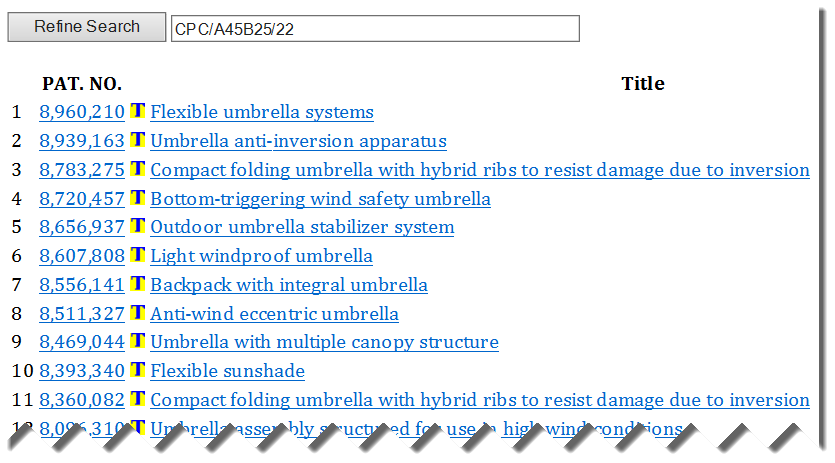 Refine Search CPC/A45B25/22
PAT. NO. Title
1 8,960,210 T Flexible umbrella systems
2 8,939,163 T Umbrella anti-inversion apparatus
3 8,783,275 T Compact folding umbrella with hybrid ribs to resist damage due to inversion
4 8,720,457 T Bottom-triggering wind safety umbrella
5 8,656,937 T Outdoor umbrella stabilizer system
6 8,607,808 T Light windproof umbrella
7 8,556,141 T Backpack with integral umbrella
8 8,511,327 T Anti-wind eccentric umbrella
9 8,469,044 T Umbrella with multiple canopy structure
10 8,393,340 T Flexible sunshade
11 8,360,082 T Compact folding umbrella with hybrid ribs to resist damage due to inversion
12 8,096,310 T Umbrella assembly structured for use in high wind conditions